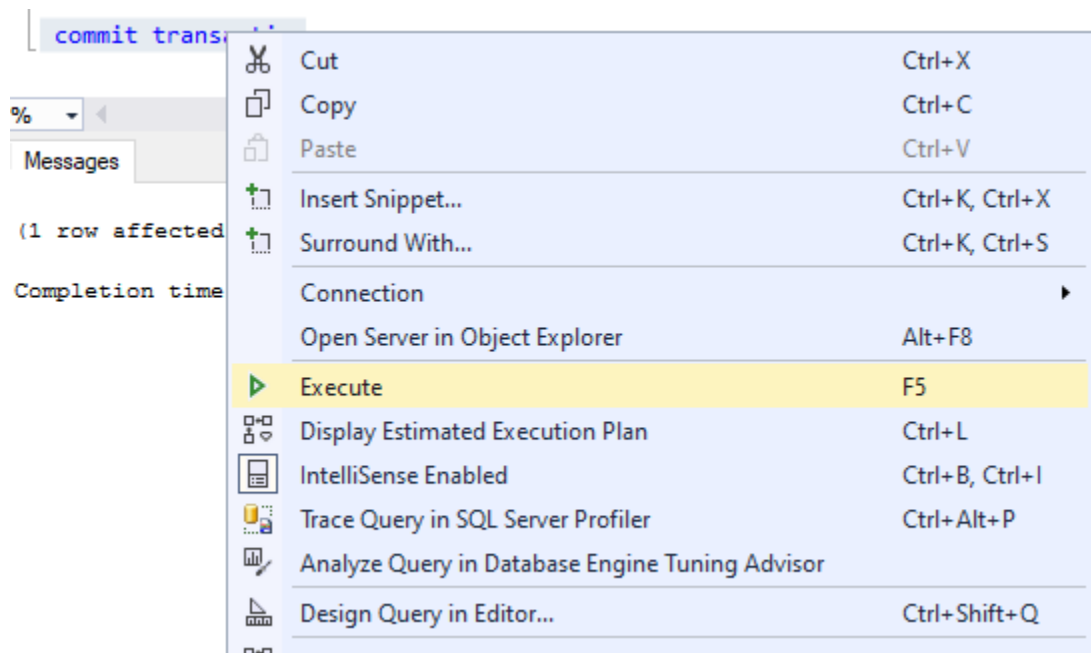 commit
Cut Ctrl+X
Copy Ctrl+C
%
Paste Ctrl+V
Messages
Insert Snippet... Ctrl+K, Ctrl+X
(1 row affected
Surround With... Ctrl+K, Ctrl+S
Completion time
Connection
Open Server in Object Explorer Alt+F8
Execute F5
Display Estimated Execution Plan Ctrl+L
IntelliSense Enabled Ctrl+B, Ctrl+I
Trace Query in SQL Server Profiler Ctrl+Alt+P
Analyze Query in Database Engine Tuning Advisor
Design Query in Editor... Ctrl+Shift+Q